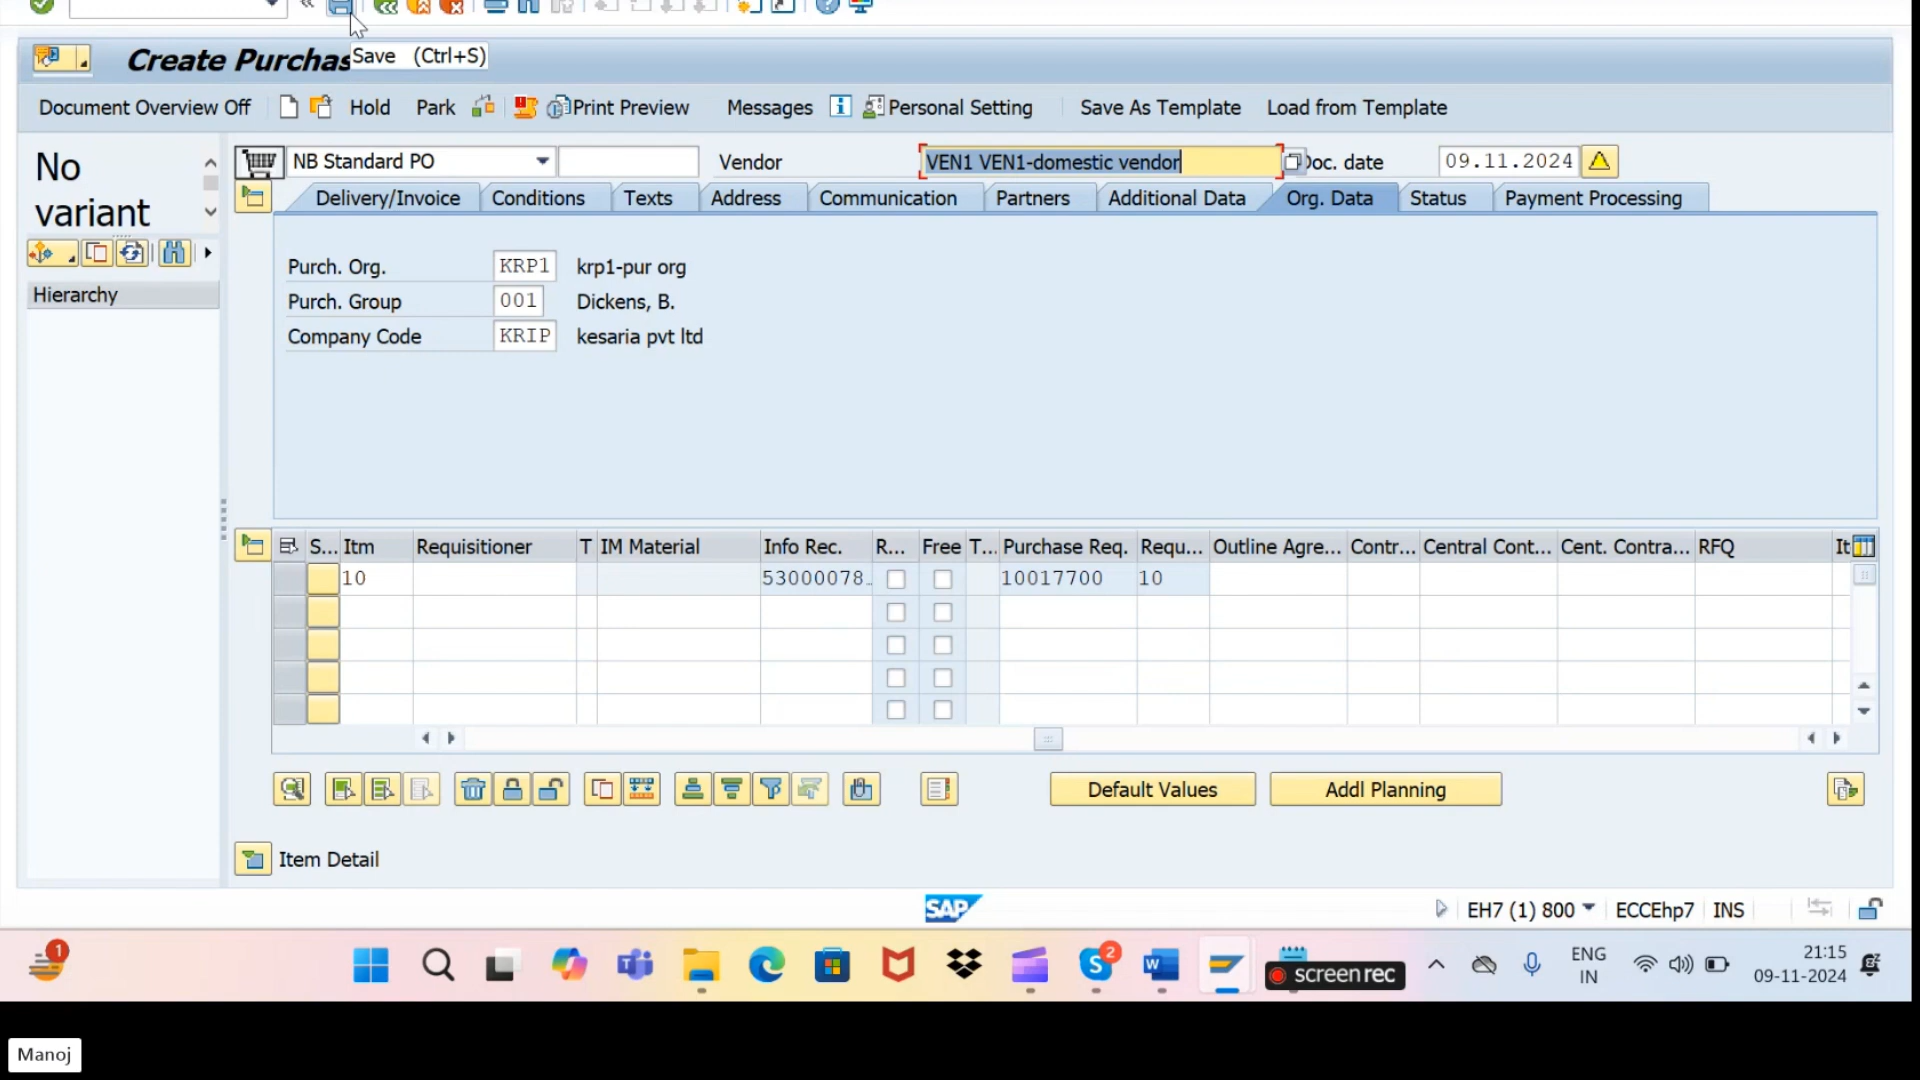 Create Purchas
Save (Ctrl+S)
Document Overview Off Hold Park Print Preview Messages Personal Setting Save As Template Load from Template
No variant
NB Standard PO Vendor VEN1 VEN1-domestic vendor Doc. date 09.11.2024
Delivery/Invoice Conditions Texts Address Communication Partners Additional Data Org. Data Status Payment Processing
Hierarchy
Purch. Org. KRP1 krp1-pur org
Purch. Group 001 Dickens, B.
Company Code KRIP kesaria pvt ltd
S... Itm Requisitioner T IM Material Info Rec. R... Free T... Purchase Req. Requ... Outline Agre... Contr... Central Cont... Cent. Contra... RFQ It
10 53000078.. 10017700 10
Default Values Addl Planning
Item Detail
SAP EH7 (1) 800 ECCEhp7 INS
1 2 screenrec ENG IN 21:15 09-11-2024
Manoj